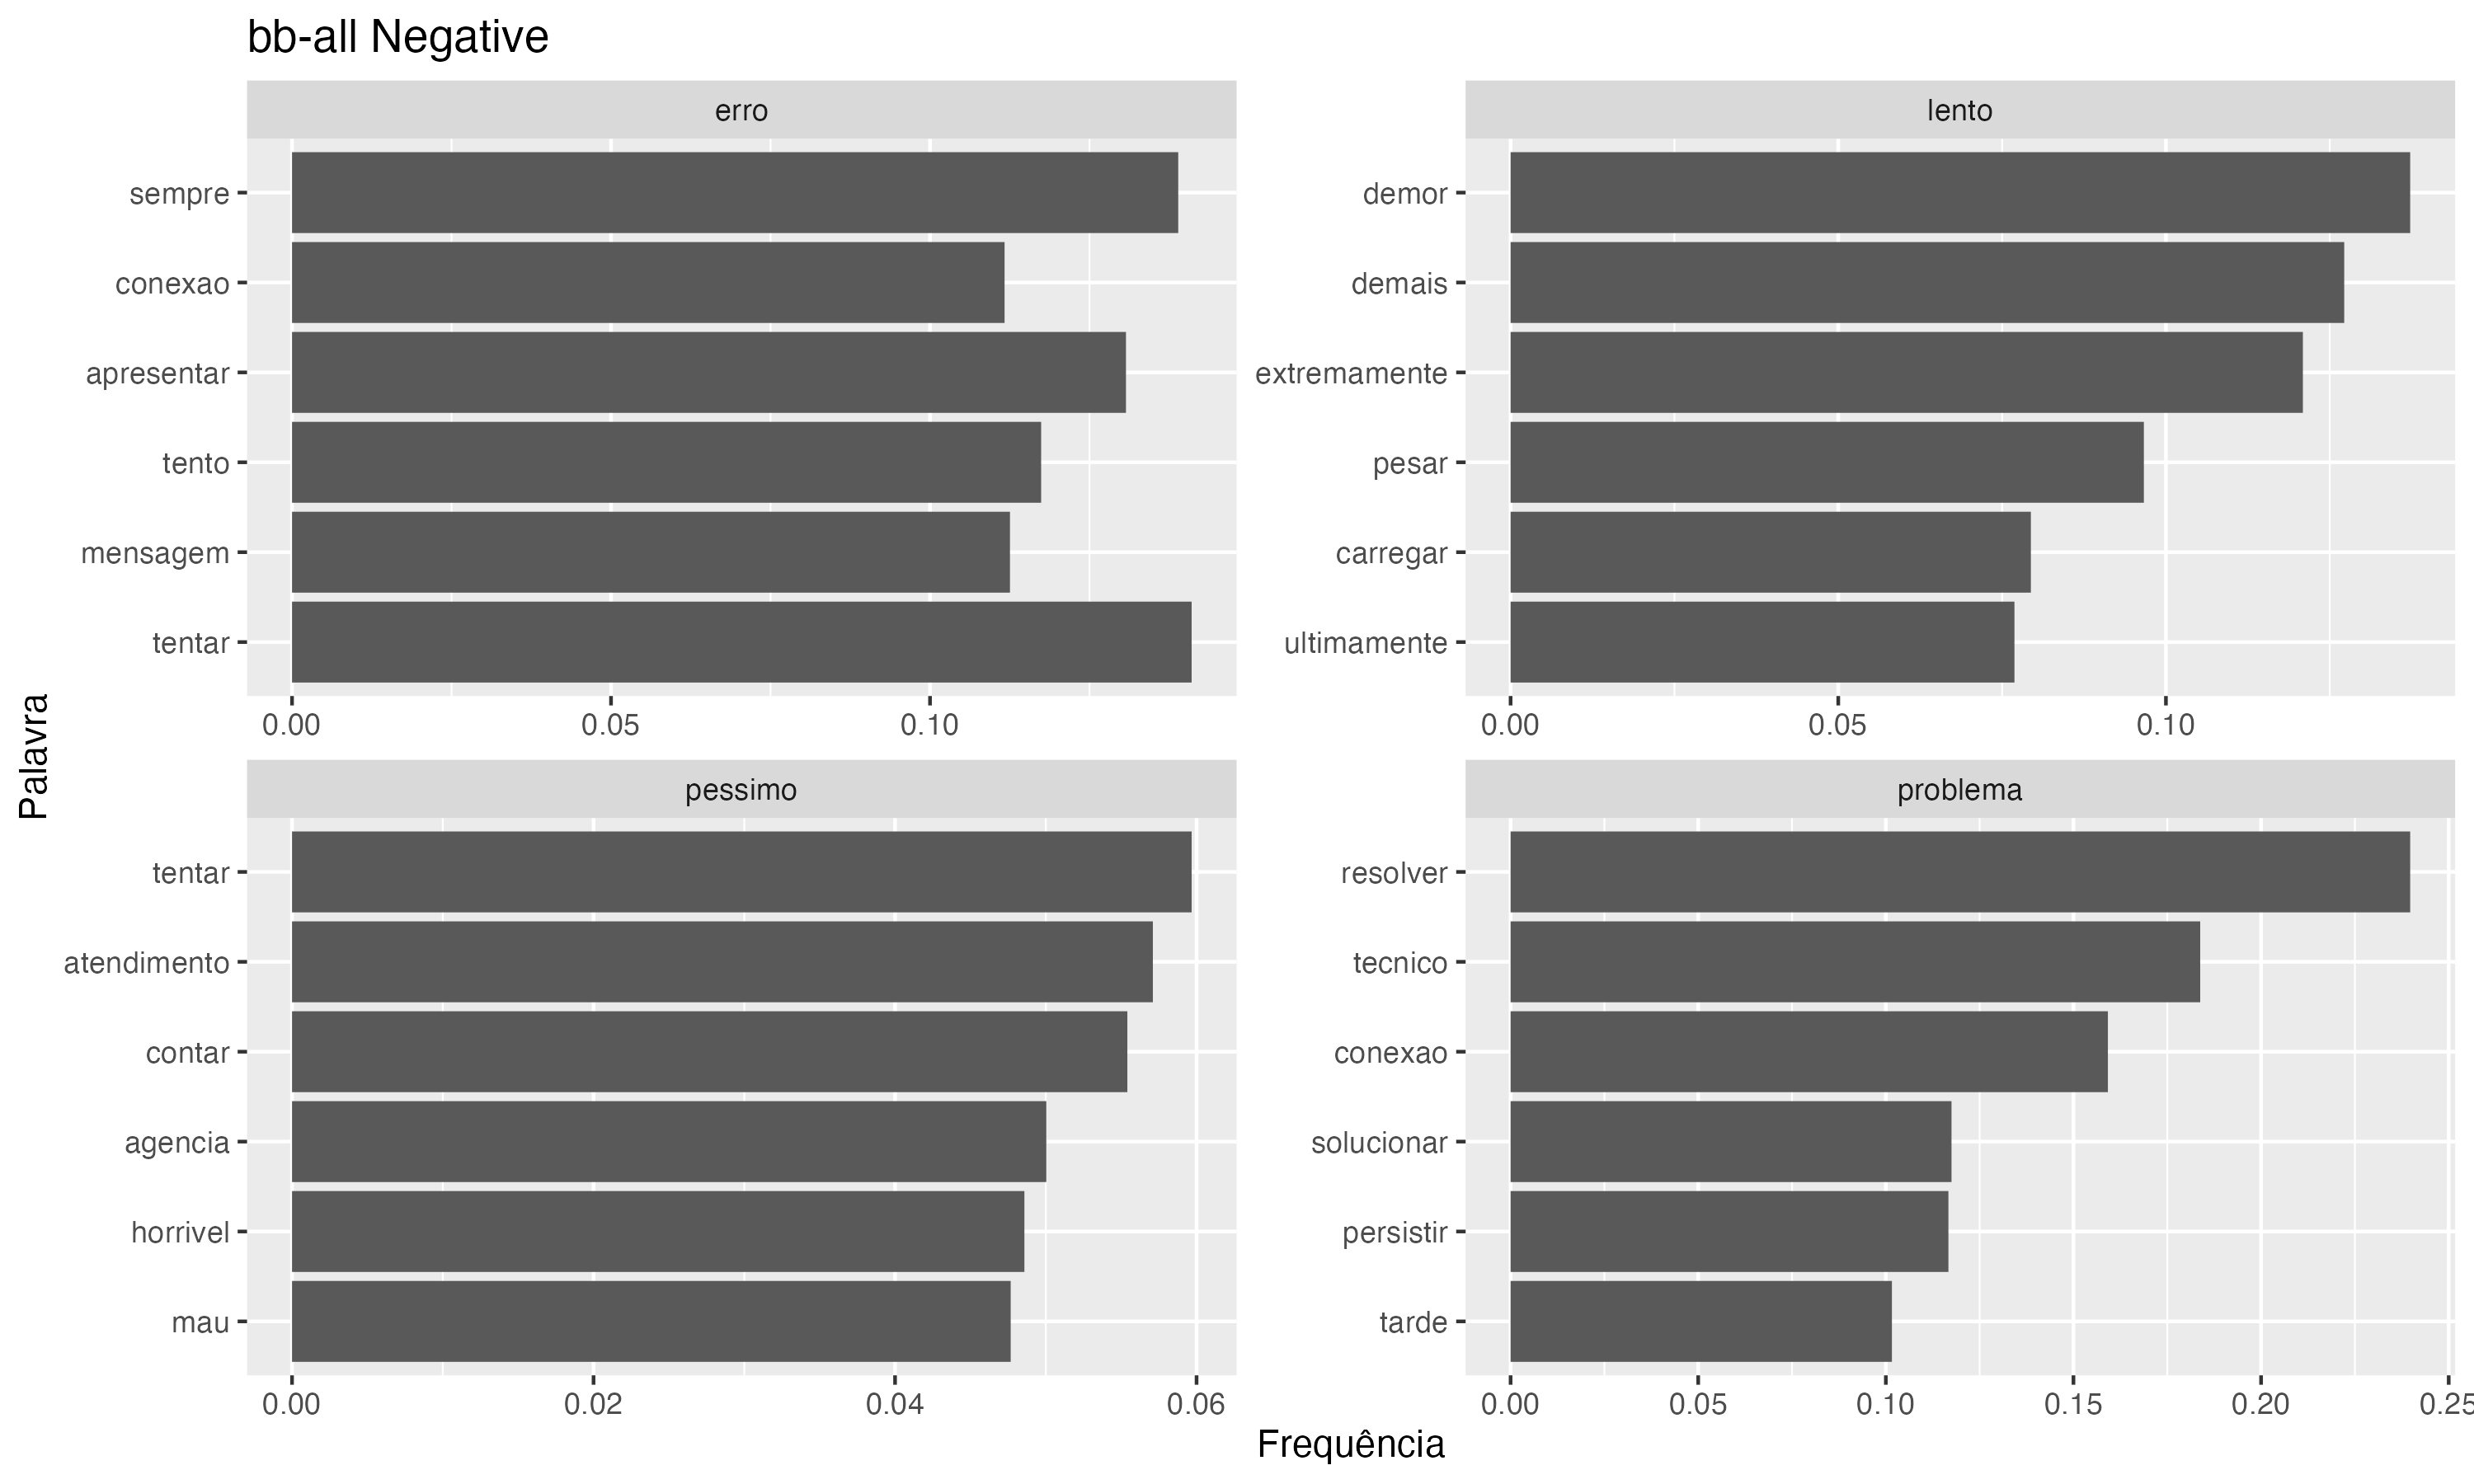 bb-all Negative
erro
sempre
conexao
apresentar
tento
mensagem
tentar
0.00 0.05 0.10
lento
demor
demais
extremamente
pesar
carregar
ultimamente
0.00 0.05 0.10
Palavra
pessimo
tentar
atendimento
contar
agencia
horrivel
mau
0.00 0.02 0.04 0.06
problema
resolver
tecnico
conexao
solucionar
persistir
tarde
0.00 0.05 0.10 0.15 0.20 0.25
Frequência